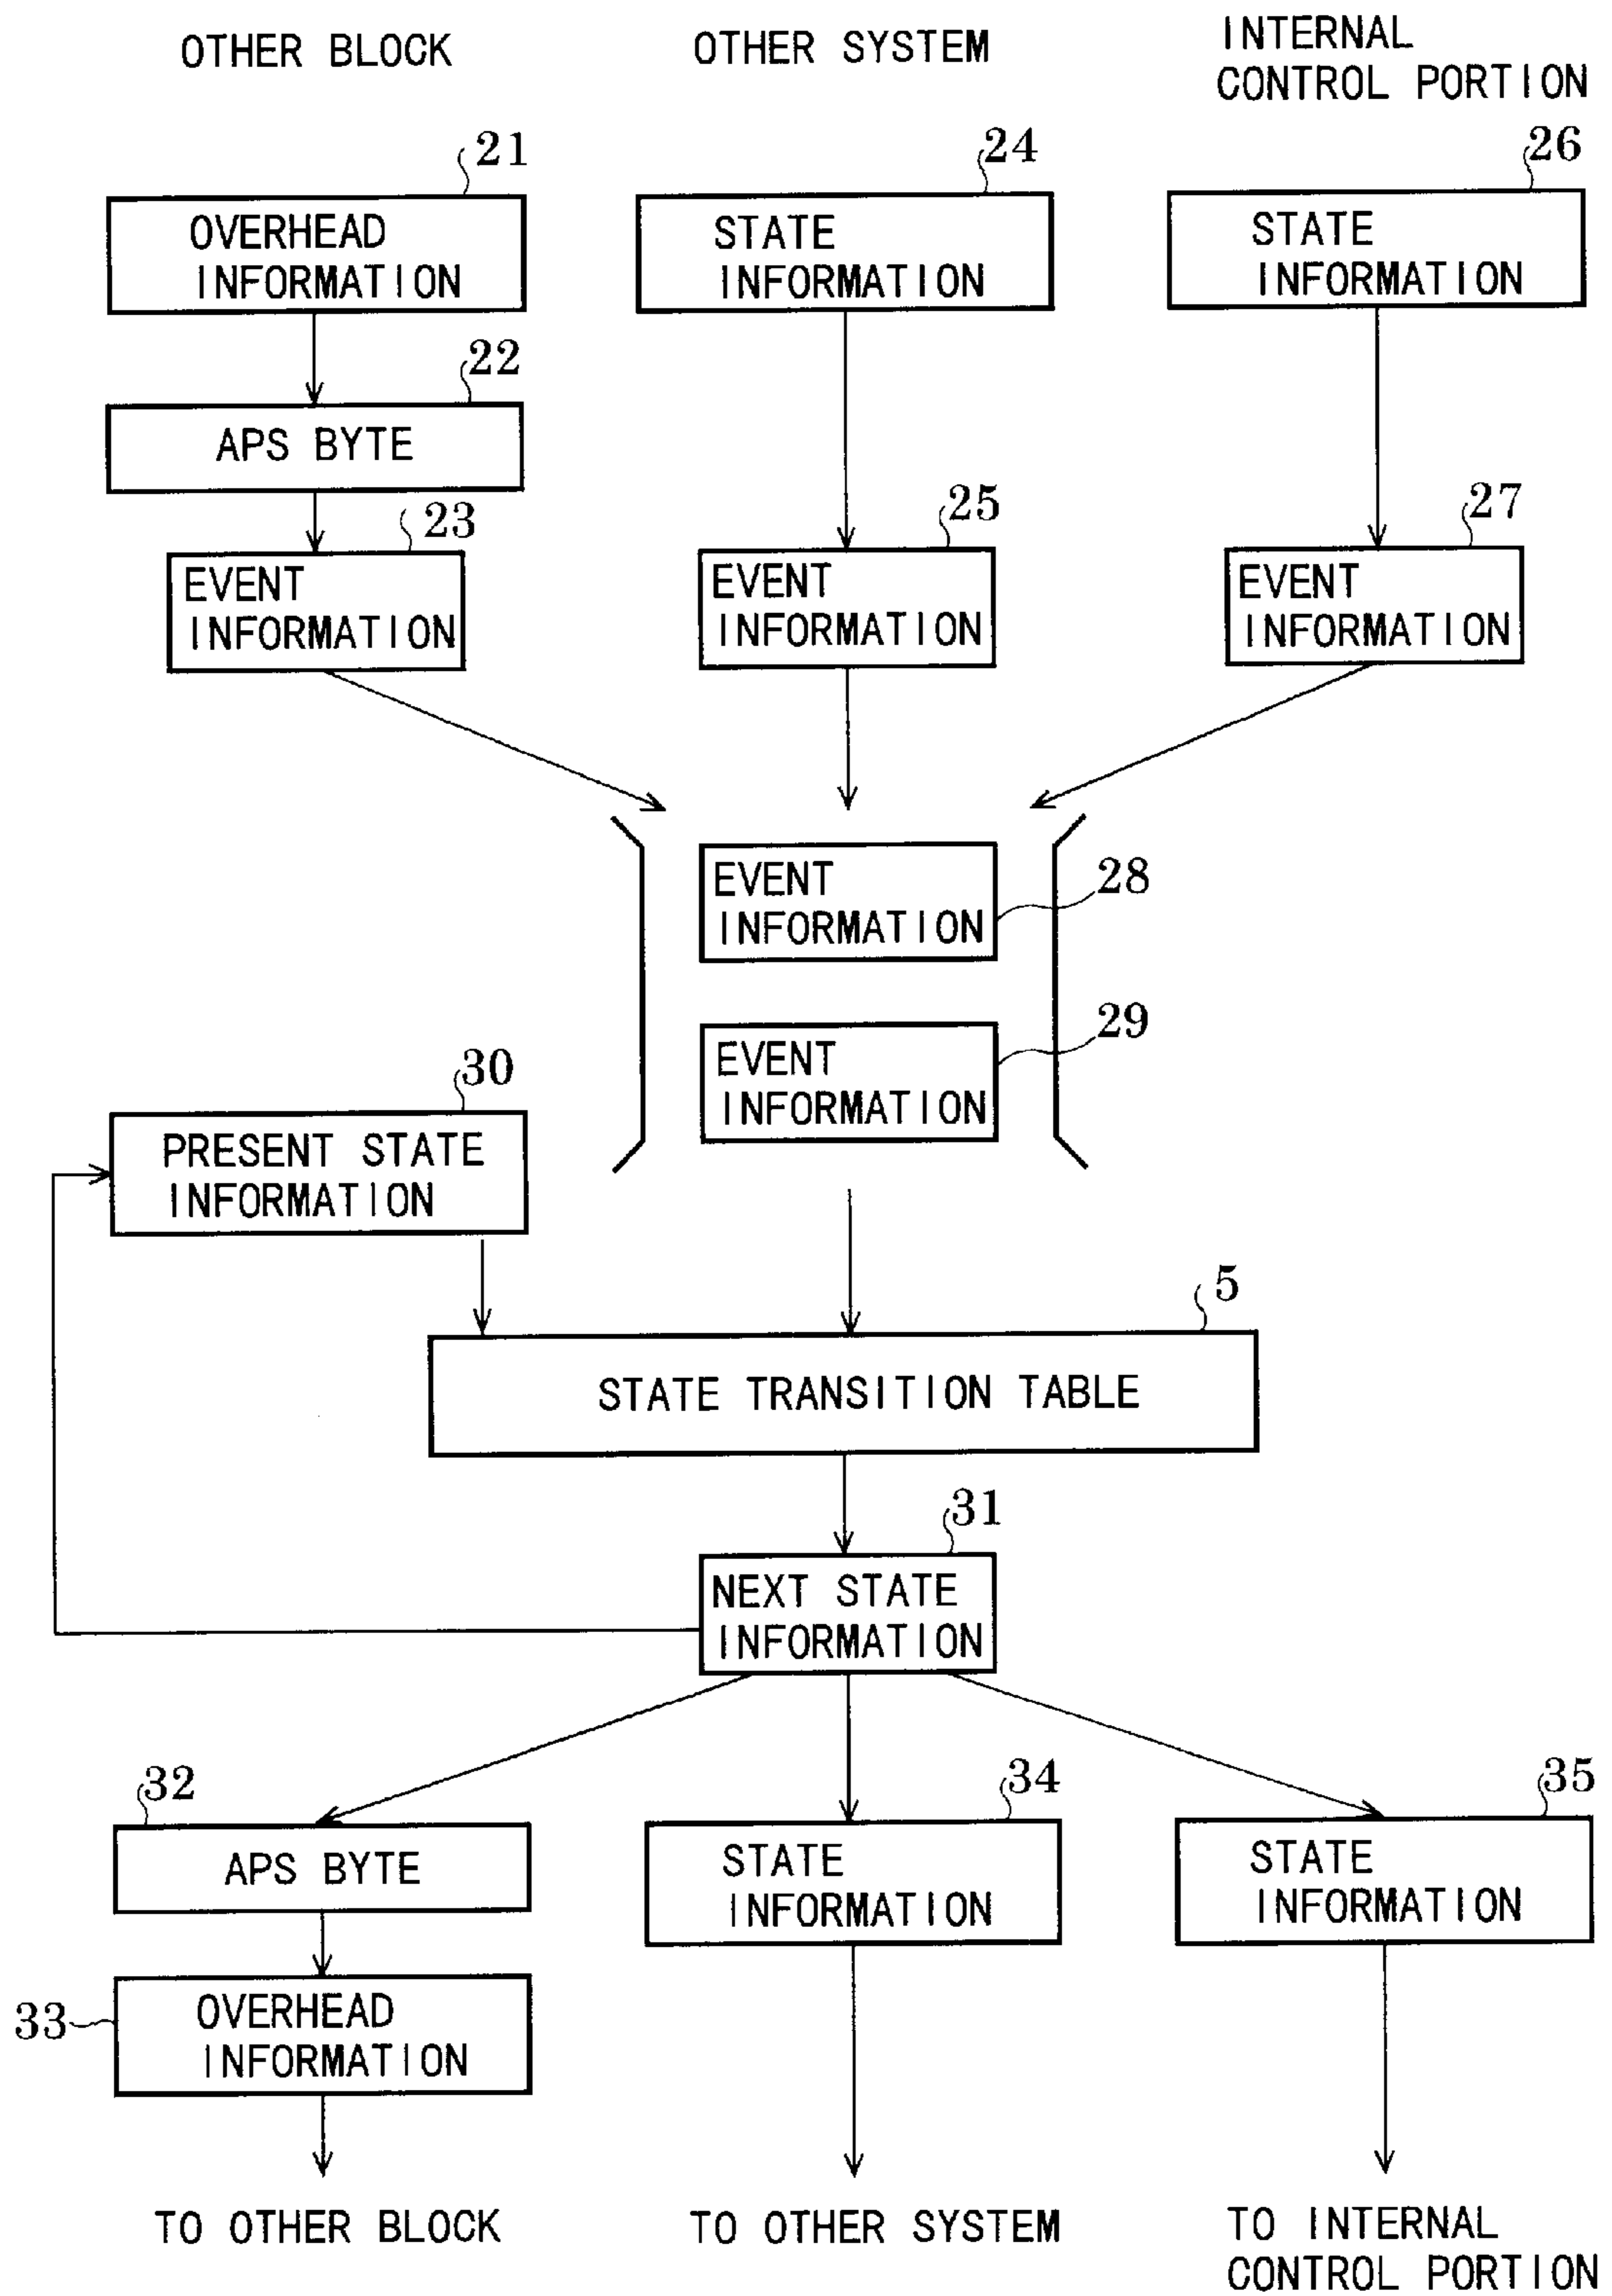 OTHER BLOCK
OTHER SYSTEM
INTERNAL
CONTROL PORTION
21
24
26
OVERHEAD
INFORMATION
STATE
INFORMATION
STATE
INFORMATION
22
APS BYTE
23
25
27
EVENT
INFORMATION
EVENT
INFORMATION
EVENT
INFORMATION
EVENT
INFORMATION
28
EVENT
INFORMATION
29
30
PRESENT STATE
INFORMATION
5
STATE TRANSITION TABLE
31
NEXT STATE
INFORMATION
32
34
35
APS BYTE
STATE
INFORMATION
STATE
INFORMATION
33
OVERHEAD
INFORMATION
TO OTHER BLOCK
TO OTHER SYSTEM
TO INTERNAL
CONTROL PORTION